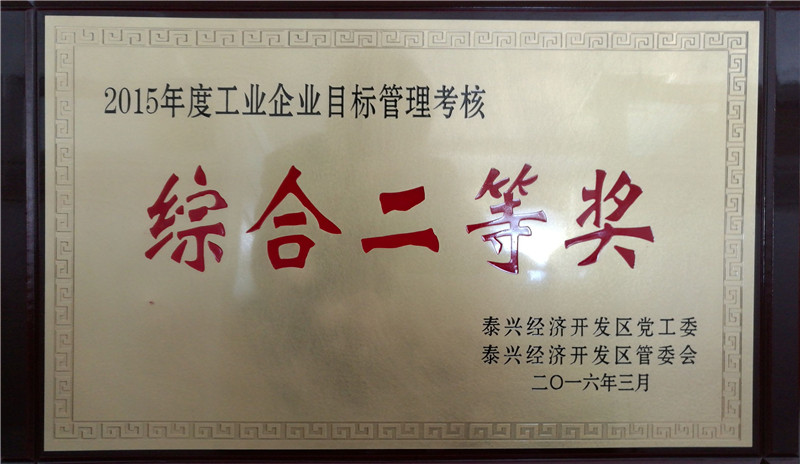 2015年度工业企业目标管理考核
综合二等奖
泰兴经济开发区党工委
泰兴经济开发区管委会
二〇一六年三月